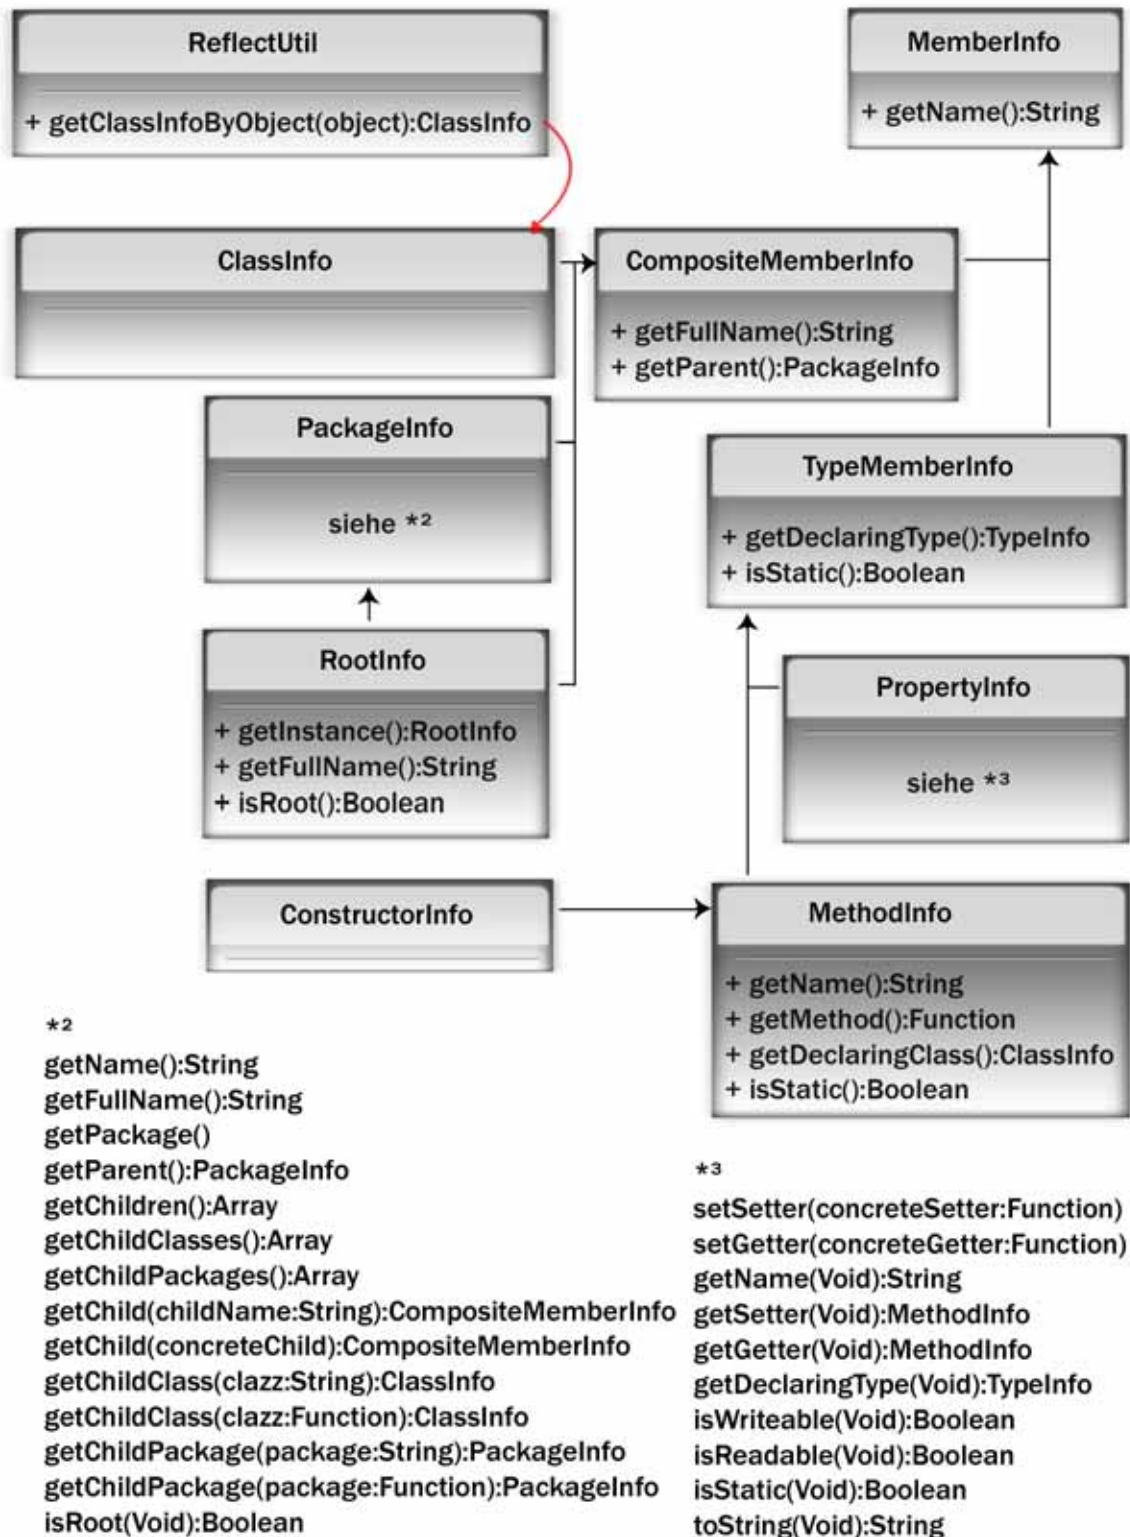 ReflectUtil
+ getClassInfoByObject(object):ClassInfo
MemberInfo
+ getName():String
ClassInfo
CompositeMemberInfo
+ getFullName():String
+ getParent():PackageInfo
PackageInfo
siehe *²
TypeMemberInfo
+ getDeclaringType():TypeInfo
+ isStatic():Boolean
RootInfo
+ getInstance():RootInfo
+ getFullName():String
+ isRoot():Boolean
PropertyInfo
siehe *³
ConstructorInfo
MethodInfo
+ getName():String
+ getMethod():Function
+ getDeclaringClass():ClassInfo
+ isStatic():Boolean
*²
getName():String
getFullName():String
getPackage()
getParent():PackageInfo
getChildren():Array
getChildClasses():Array
getChildPackages():Array
getChild(childName:String):CompositeMemberInfo
getChild(concreteChild):CompositeMemberInfo
getChildClass(clazz:String):ClassInfo
getChildClass(clazz:Function):ClassInfo
getChildPackage(package:String):PackageInfo
getChildPackage(package:Function):PackageInfo
isRoot(Void):Boolean
*³
setSetter(concreteSetter:Function)
setGetter(concreteGetter:Function)
getName(Void):String
getSetter(Void):MethodInfo
getGetter(Void):MethodInfo
getDeclaringType(Void):TypeInfo
isWriteable(Void):Boolean
isReadable(Void):Boolean
isStatic(Void):Boolean
toString(Void):String